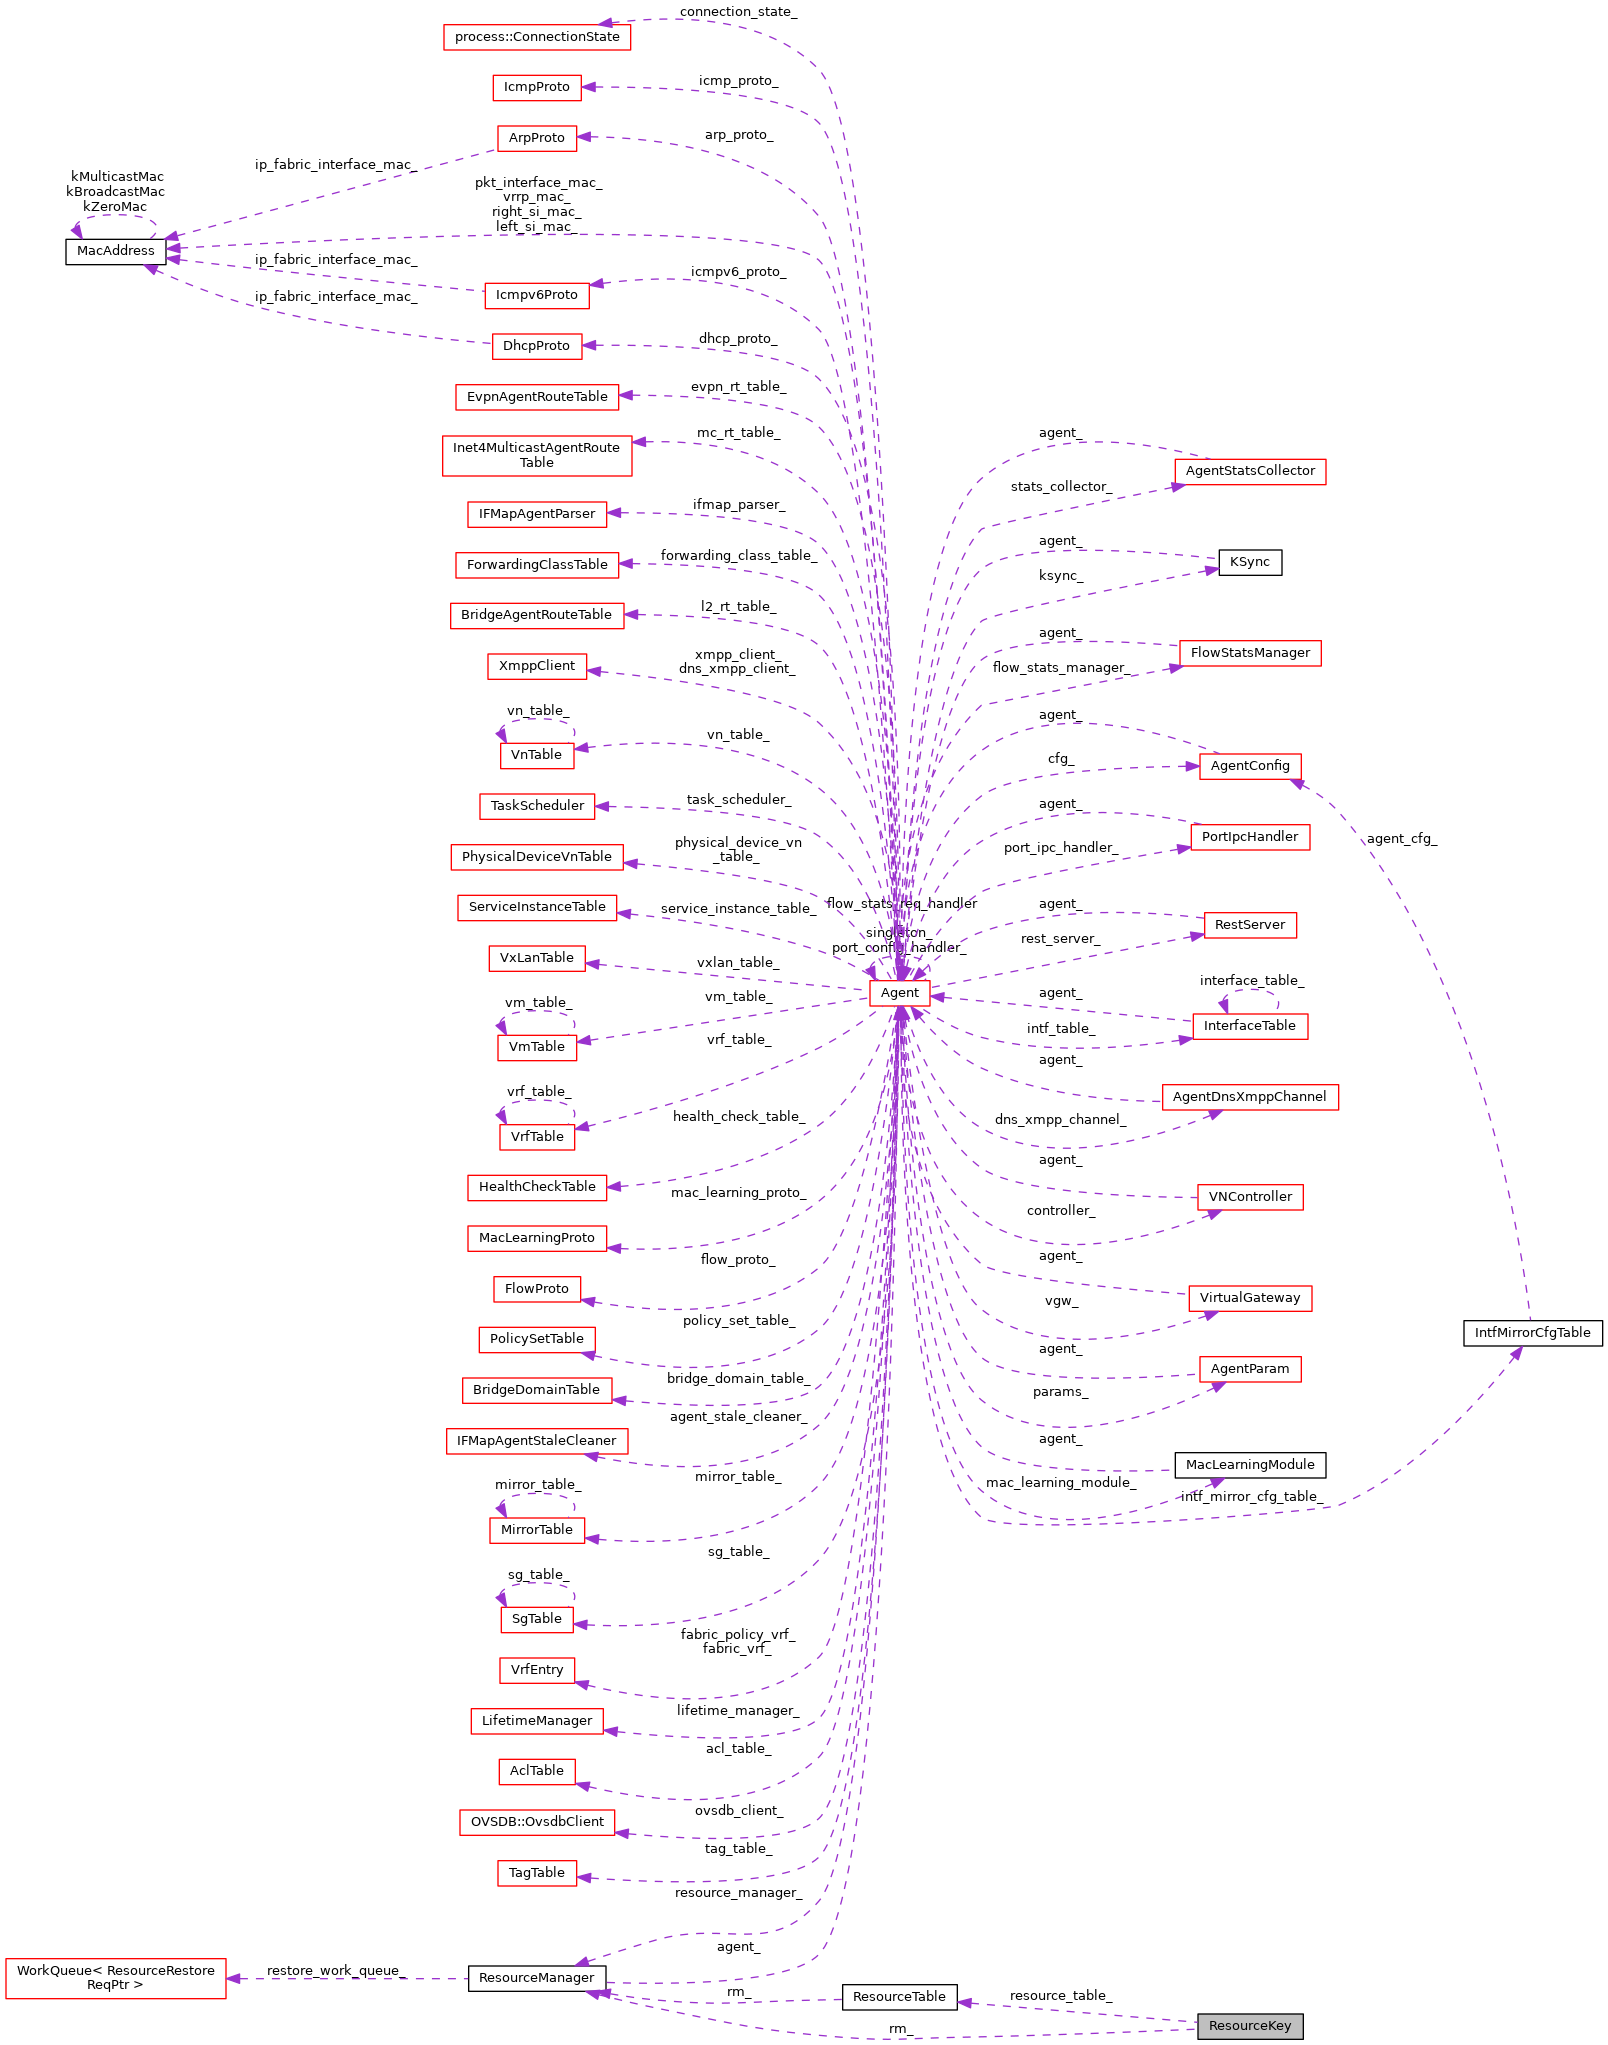 connection_state_
process::ConnectionState
icmp_proto_
IcmpProto
arp_proto_
ArpProto
ip_fabric_interface_mac_
kMulticastMac
kBroadcastMac
kZeroMac
pkt_interface_mac_
vrrp_mac_
right_si_mac_
left_si_mac_
MacAddress
ip_fabric_interface_mac_
icmpv6_proto_
Icmpv6Proto
ip_fabric_interface_mac_
dhcp_proto_
DhcpProto
evpn_rt_table_
EvpnAgentRouteTable
mc_rt_table_
Inet4MulticastAgentRoute
Table
ifmap_parser_
IFMapAgentParser
forwarding_class_table_
ForwardingClassTable
l2_rt_table_
BridgeAgentRouteTable
xmpp_client_
dns_xmpp_client_
XmppClient
vn_table_
vn_table_
VnTable
task_scheduler_
TaskScheduler
physical_device_vn
_table_
PhysicalDeviceVnTable
service_instance_table_
ServiceInstanceTable
vxlan_table_
VxLanTable
vm_table_
vm_table_
VmTable
vrf_table_
vrf_table_
VrfTable
health_check_table_
HealthCheckTable
mac_learning_proto_
MacLearningProto
flow_proto_
FlowProto
policy_set_table_
PolicySetTable
bridge_domain_table_
BridgeDomainTable
agent_stale_cleaner_
IFMapAgentStaleCleaner
mirror_table_
mirror_table_
MirrorTable
sg_table_
sg_table_
SgTable
fabric_policy_vrf_
fabric_vrf_
VrfEntry
lifetime_manager_
LifetimeManager
acl_table_
AclTable
ovsdb_client_
OVSDB::OvsdbClient
tag_table_
TagTable
resource_manager_
agent_
WorkQueue< ResourceRestore
ReqPtr >
restore_work_queue_
ResourceManager
rm_
ResourceTable
resource_table_
rm_
ResourceKey
flow_stats_req_handler
_
singleton_
port_config_handler_
Agent
agent_
AgentStatsCollector
stats_collector_
agent_
KSync
ksync_
agent_
FlowStatsManager
flow_stats_manager_
agent_
AgentConfig
cfg_
agent_
PortIpcHandler
port_ipc_handler_
agent_cfg_
agent_
RestServer
rest_server_
interface_table_
agent_
InterfaceTable
intf_table_
agent_
AgentDnsXmppChannel
dns_xmpp_channel_
agent_
VNController
controller_
agent_
VirtualGateway
vgw_
IntfMirrorCfgTable
agent_
AgentParam
params_
agent_
MacLearningModule
mac_learning_module_
intf_mirror_cfg_table_